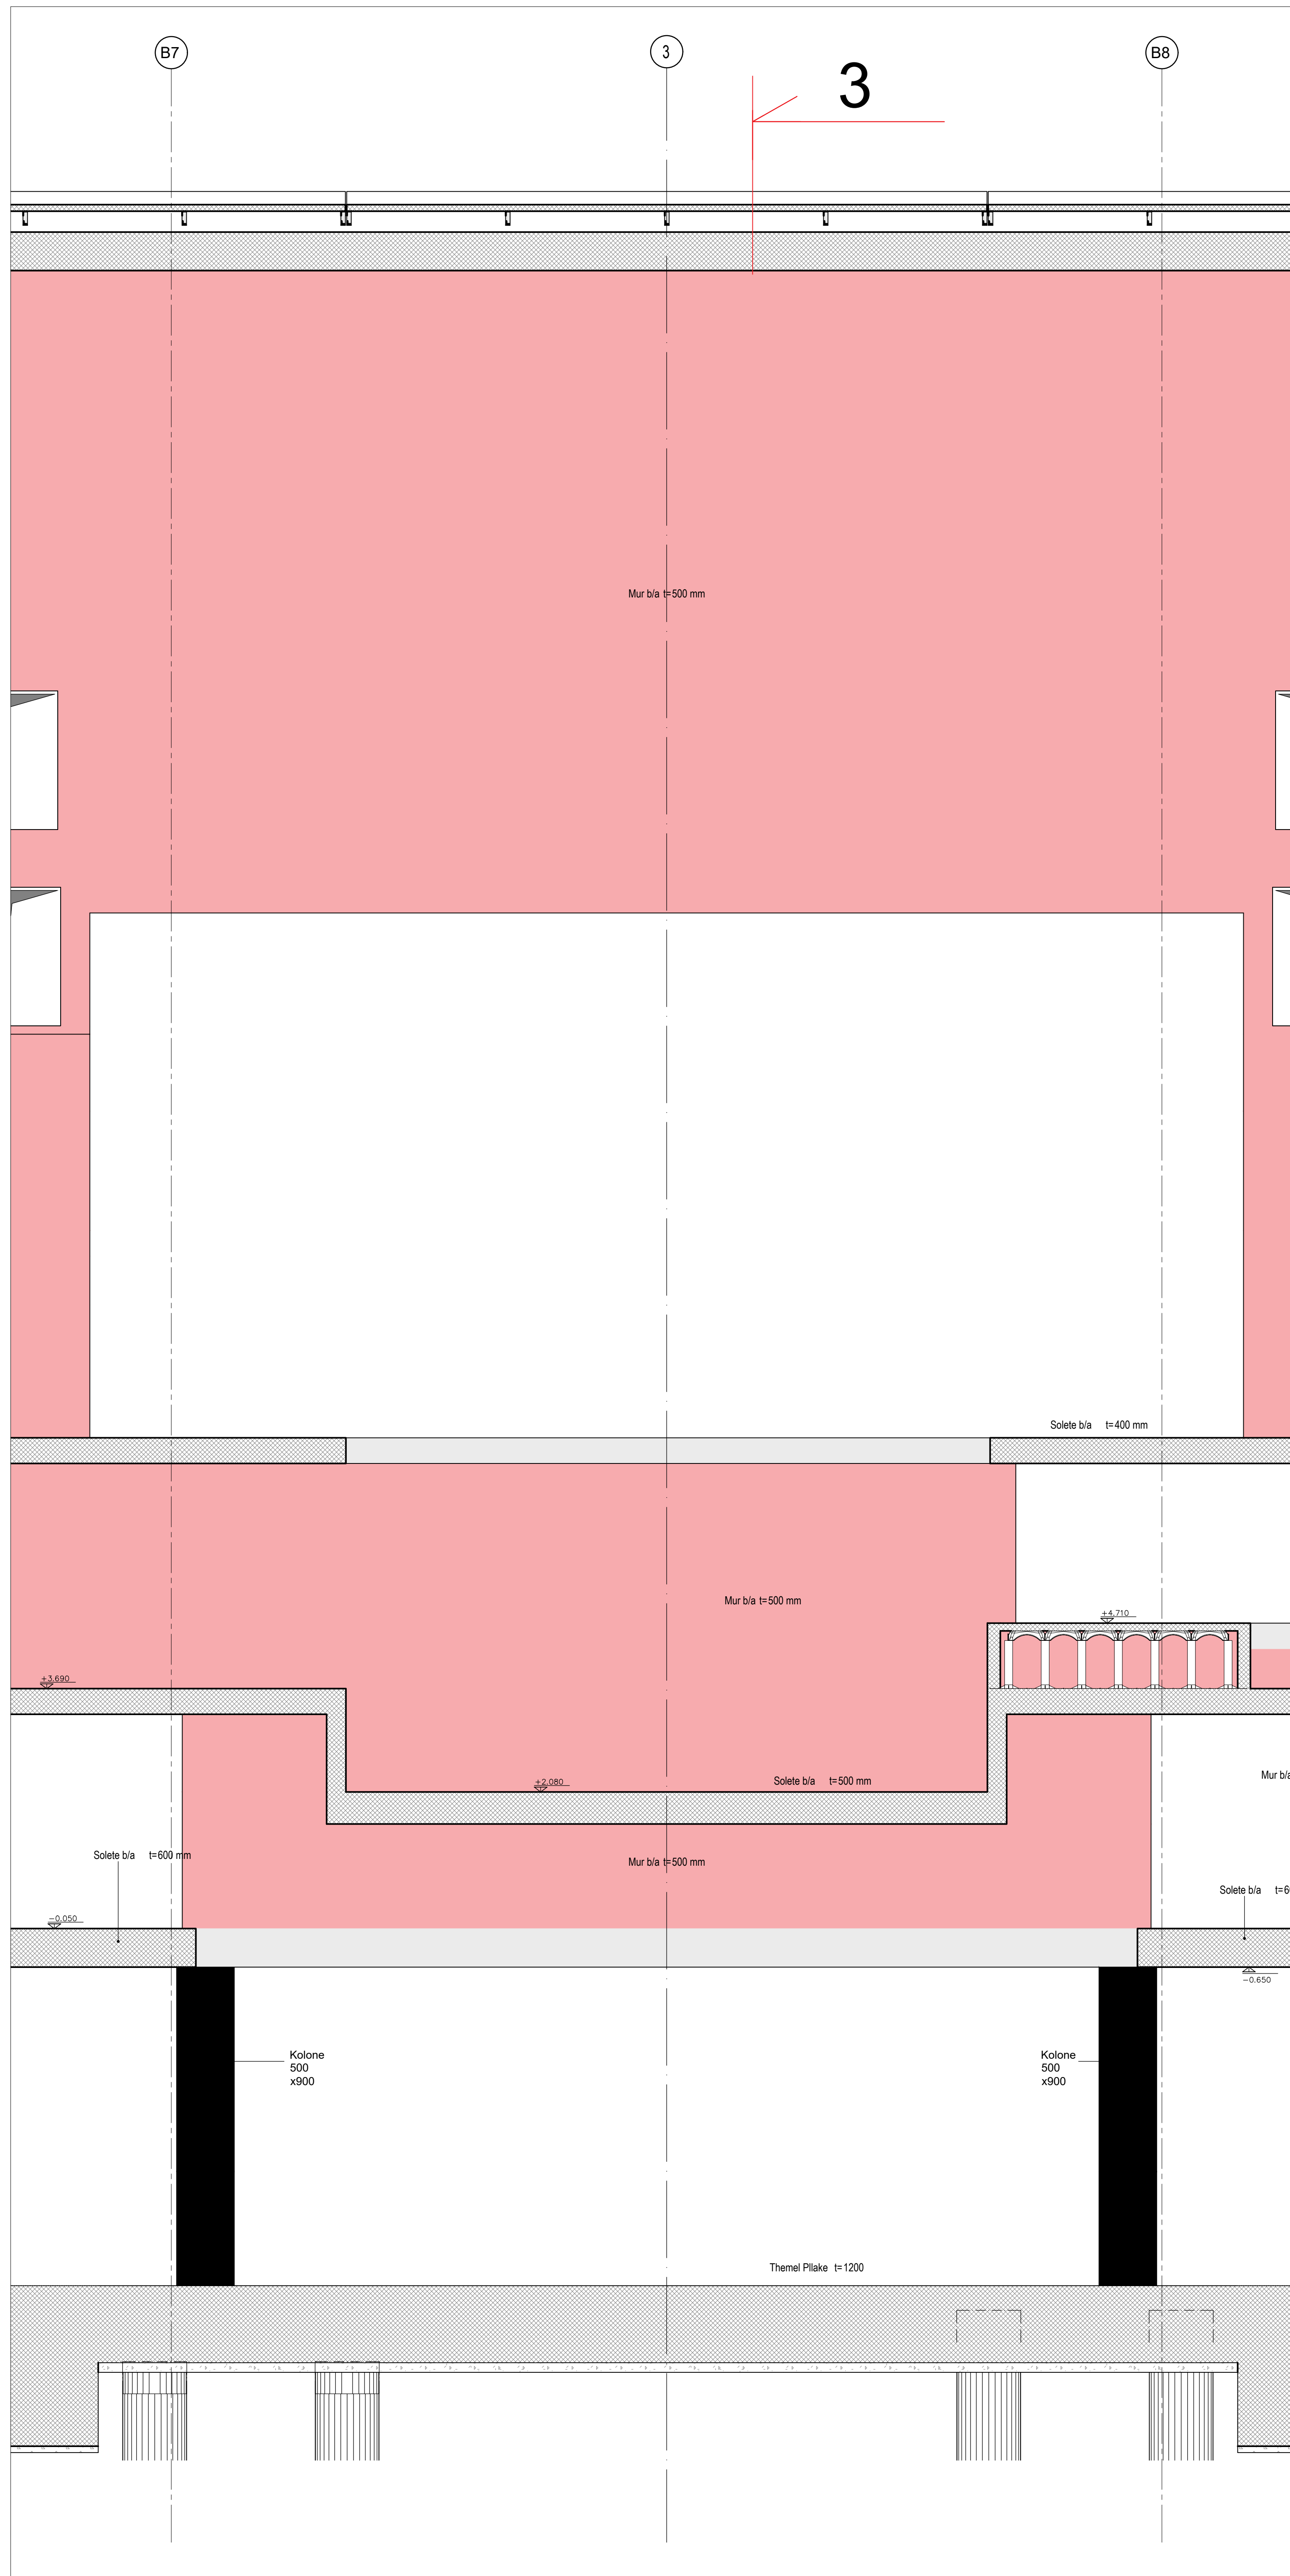 B7
3
B8
3
Mur b/a t=500 mm
Solete b/a t=400 mm
Mur b/a t=500 mm
+4.710
+3.690
Mur b/a
+2.080
Solete b/a t=500 mm
Solete b/a t=600 mm
Mur b/a t=500 mm
Solete b/a t=6
-0.050
-0.650
Kolone
500
x900
Kolone
500
x900
Themel Pllake t=1200